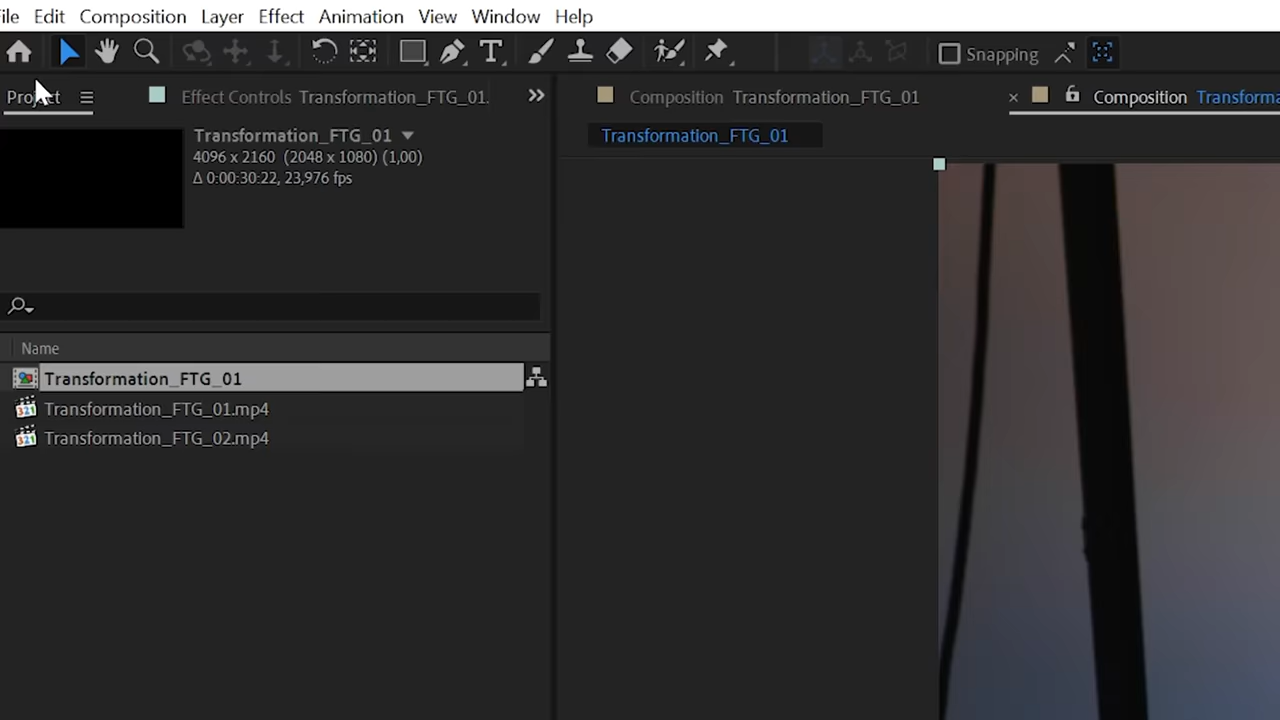 File Edit Composition Layer Effect Animation View Window Help
Snapping
Project Effect Controls Transformation_FTG_01. Composition Transformation_FTG_01 × Composition Transforma
Transformation_FTG_01
4096 x 2160 (2048 x 1080) (1,00)
Δ 0:00:30:22, 23,976 fps
Transformation_FTG_01
Name
Transformation_FTG_01
Transformation_FTG_01.mp4
Transformation_FTG_02.mp4